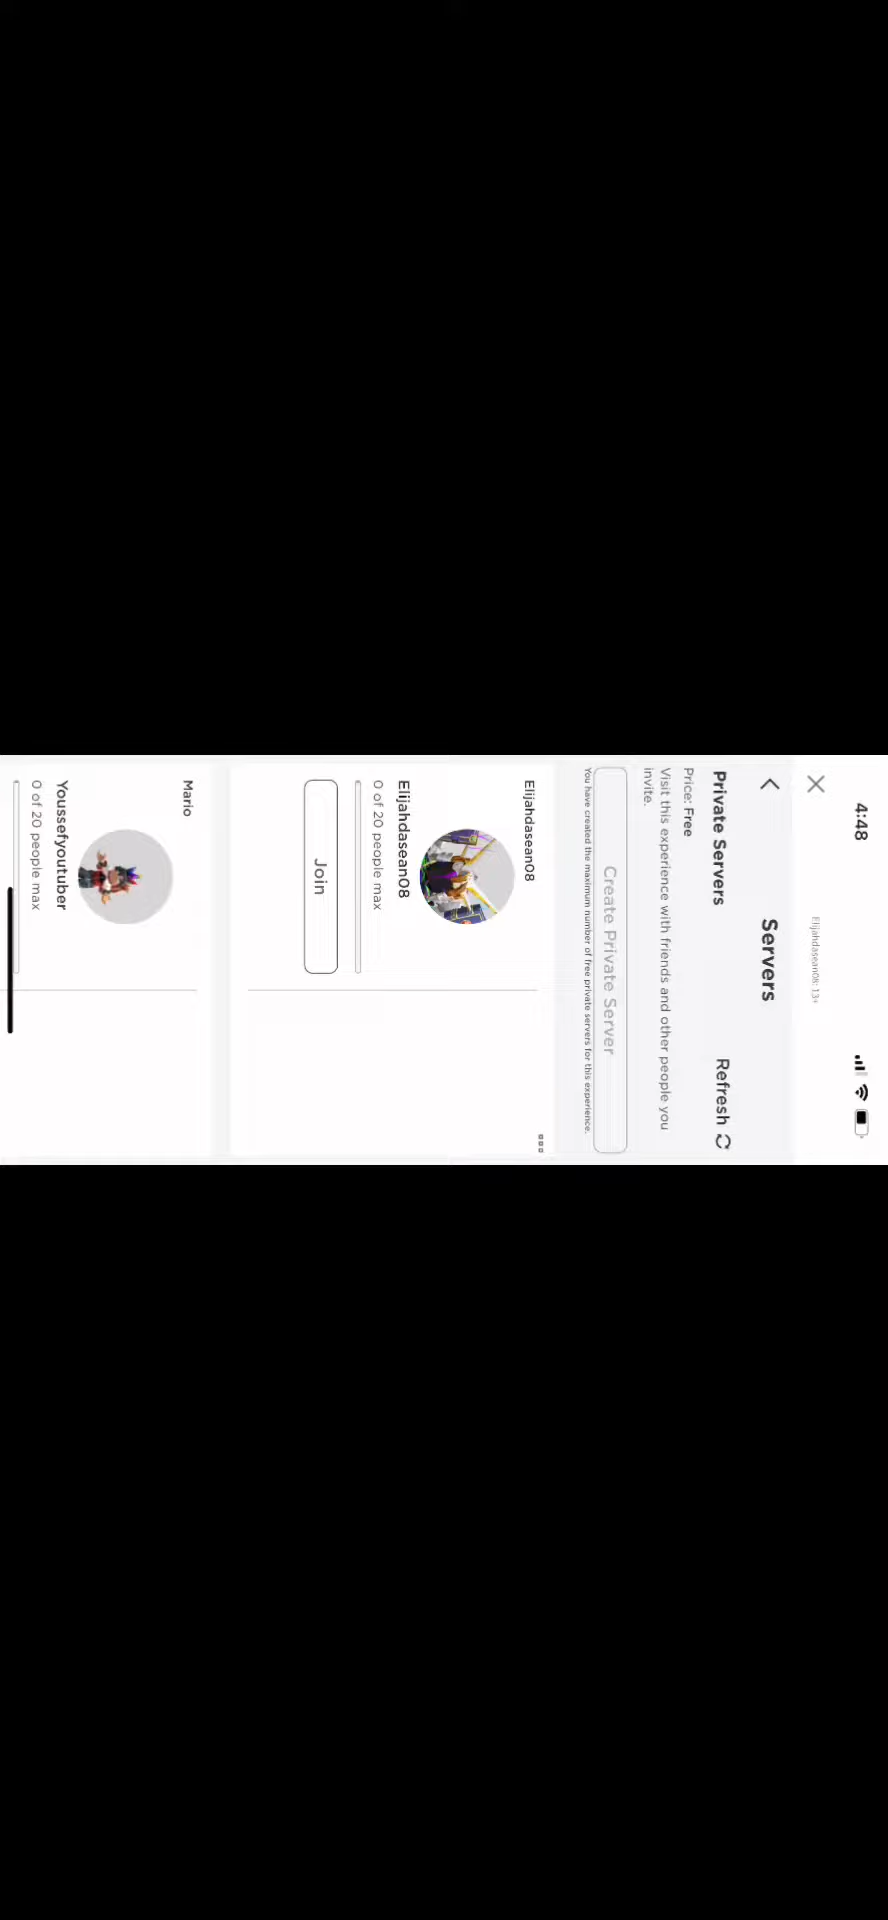 4:48
Elijahdasean08: 13+
Servers
Private Servers
Refresh
Price: Free
Visit this experience with friends and other people you
invite.
Create Private Server
You have created the maximum number of free private servers for this experience.
Elijahdasean08
Elijahdasean08
0 of 20 people max
Join
Mario
Youssefyoutuber
0 of 20 people max